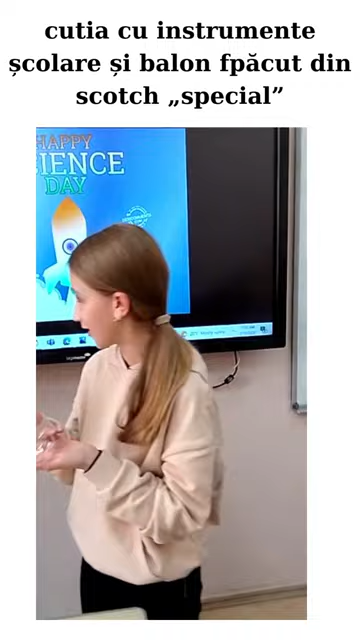 cutia cu instrumente
școlare și balon fpăcut din
scotch „special”
HAPPY
SCIENCE
DAY